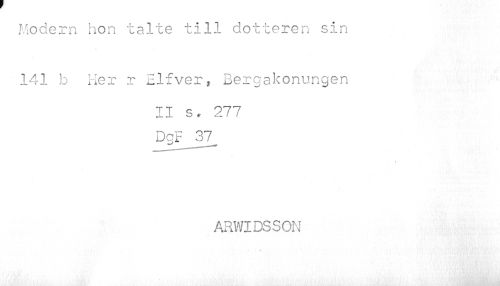 Modern hon talte till dotteren sin
141 b Her r Elfver, Bergakonungen
II s. 277
DgF 37
ARWIDSSON